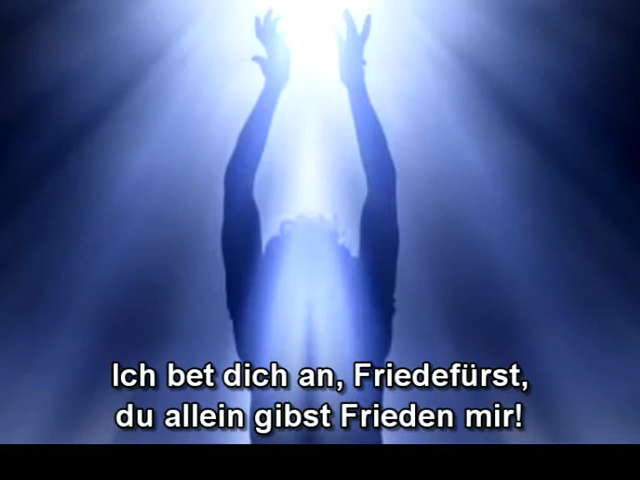 Ich bet dich an, Friedefürst,
du allein gibst Frieden mir!